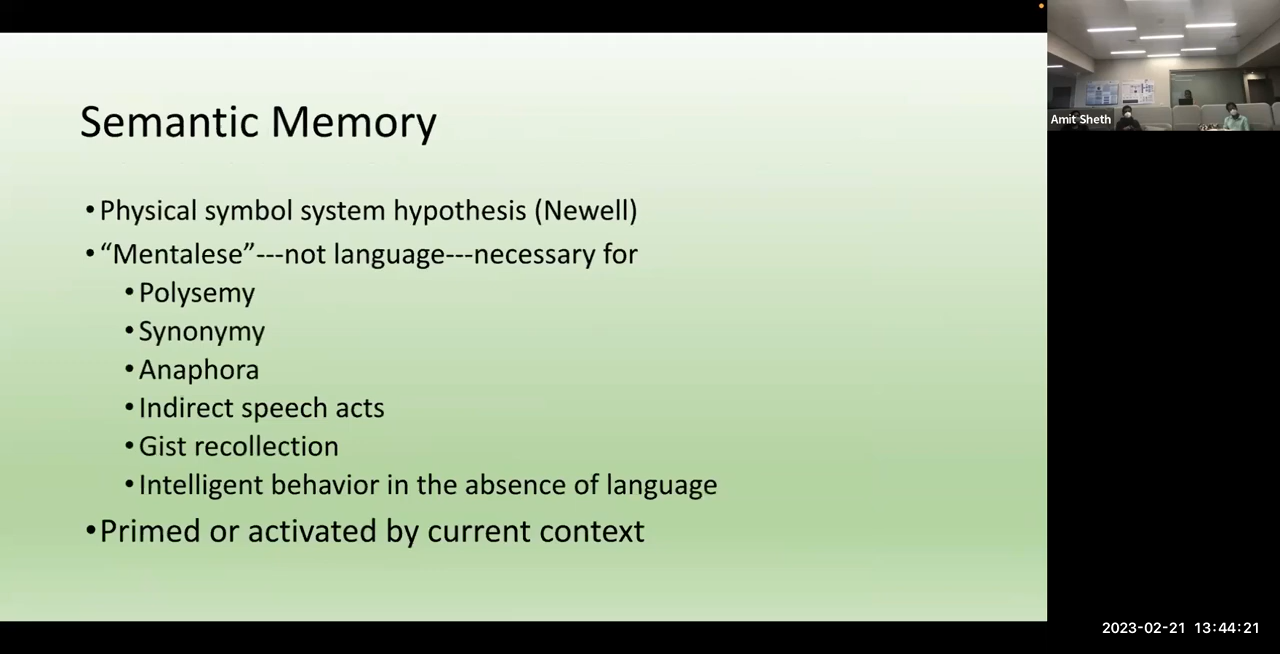 Semantic Memory
•Physical symbol system hypothesis (Newell)
•“Mentalese”---not language---necessary for
•Polysemy
•Synonymy
•Anaphora
•Indirect speech acts
•Gist recollection
•Intelligent behavior in the absence of language
•Primed or activated by current context
Amit Sheth
2023-02-21 13:44:21